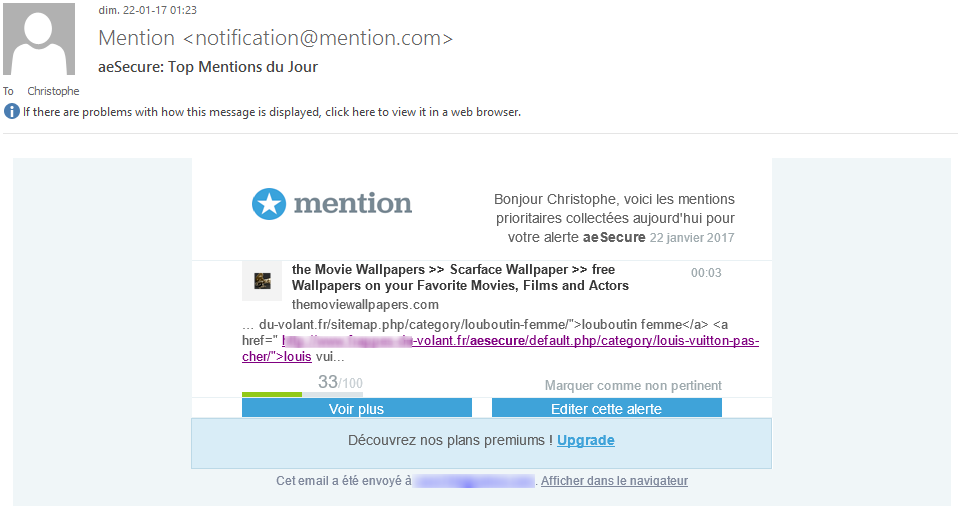 dim. 22-01-17 01:23
Mention <notification@mention.com>
aeSecure: Top Mentions du Jour
To Christophe
If there are problems with how this message is displayed, click here to view it in a web browser.
mention
Bonjour Christophe, voici les mentions
prioritaires collectées aujourd'hui pour
votre alerte aeSecure 22 janvier 2017
the Movie Wallpapers >> Scarface Wallpaper >> free
Wallpapers on your Favorite Movies, Films and Actors
00:03
themoviewallpapers.com
... du-volant.fr/sitemap.php/category/louboutin-femme/">louboutin femme</a> <a
href=" -volant.fr/aesecure/default.php/category/louis-vuitton-pas-
cher/">louis vui...
33/100
Marquer comme non pertinent
Voir plus
Editer cette alerte
Découvrez nos plans premiums ! Upgrade
Cet email a été envoyé à . Afficher dans le navigateur